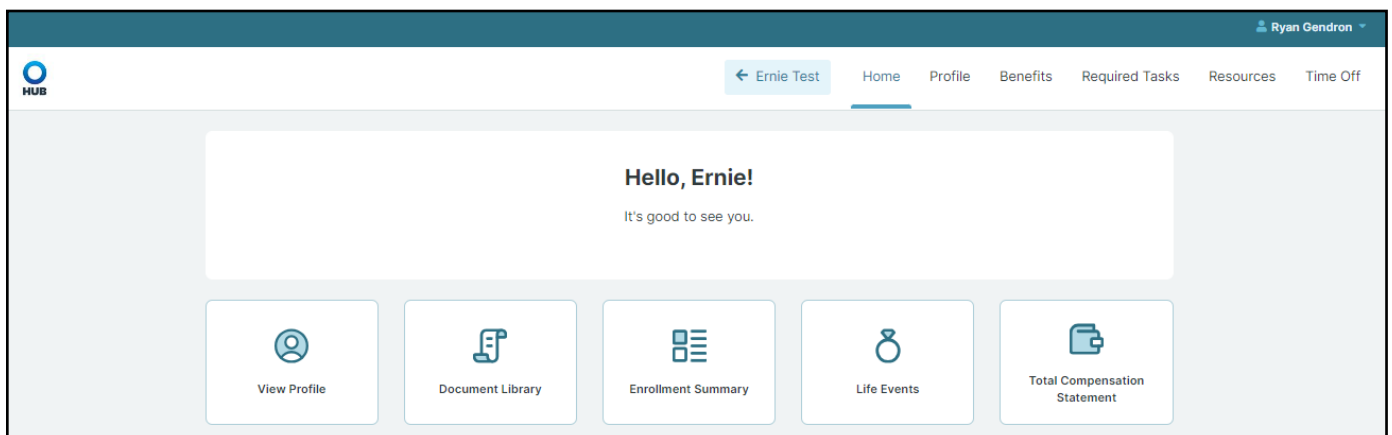 Ryan Gendron
HUB
Ernie Test Home Profile Benefits Required Tasks Resources Time Off
Hello, Ernie!
It's good to see you.
View Profile
Document Library
Enrollment Summary
Life Events
Total Compensation
Statement